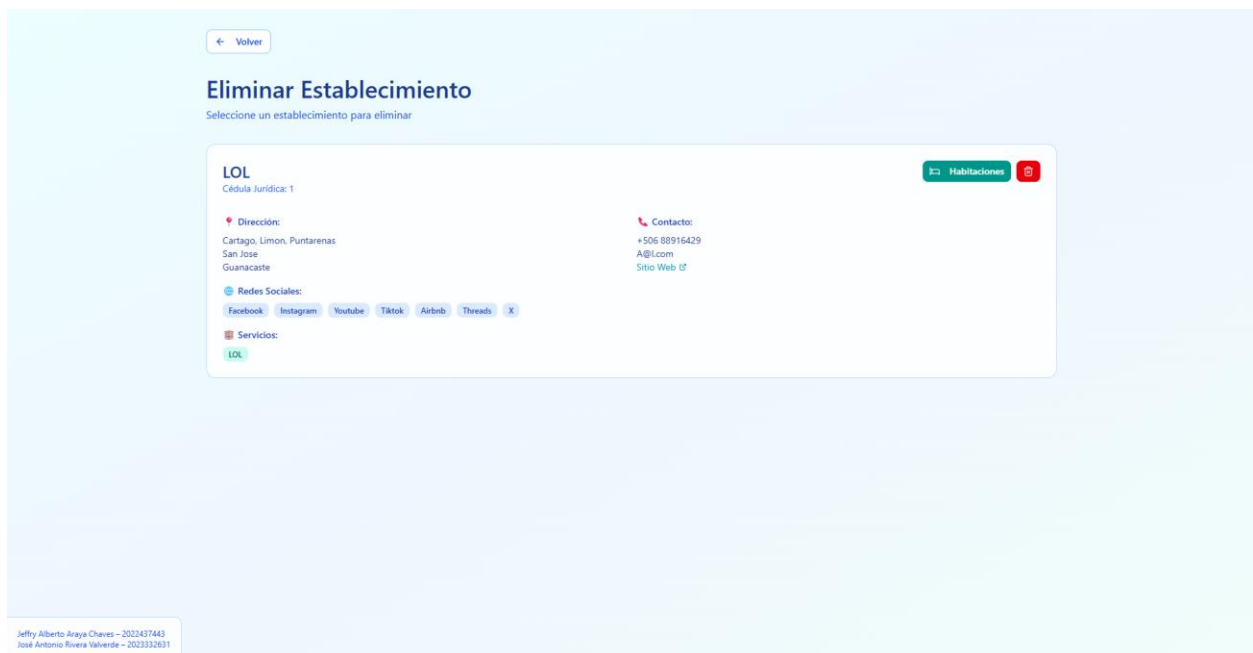 Volver
Eliminar Establecimiento
Seleccione un establecimiento para eliminar
LOL
Cédula Jurídica: 1
Habitaciones
Dirección:
Cartago, Limon, Puntarenas
San Jose
Guanacaste
Contacto:
+506 88916429
A@l.com
Sitio Web
Redes Sociales:
Facebook Instagram Youtube Tiktok Airbnb Threads X
Servicios:
LOL
Jeffry Alberto Araya Chaves – 2022437443
José Antonio Rivera Valverde – 2023332631